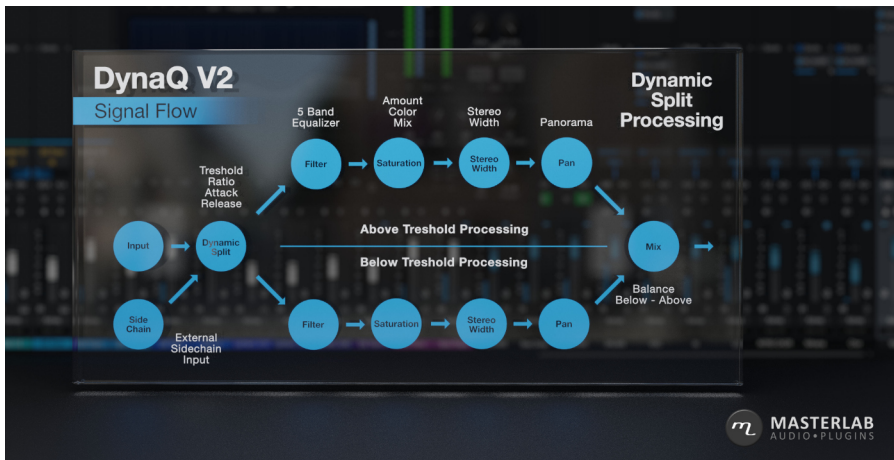 DynaQ V2
Signal Flow
Dynamic
Split
Processing
5 Band
Equalizer
Amount
Color
Mix
Stereo
Width
Panorama
Filter
Saturation
Stereo
Width
Pan
Treshold
Ratio
Attack
Release
Input
Dynamic
Split
Above Treshold Processing
Below Treshold Processing
Mix
Balance
Below - Above
Side
Chain
External
Sidechain
Input
Filter
Saturation
Stereo
Width
Pan
MASTERLAB
AUDIO•PLUGINS